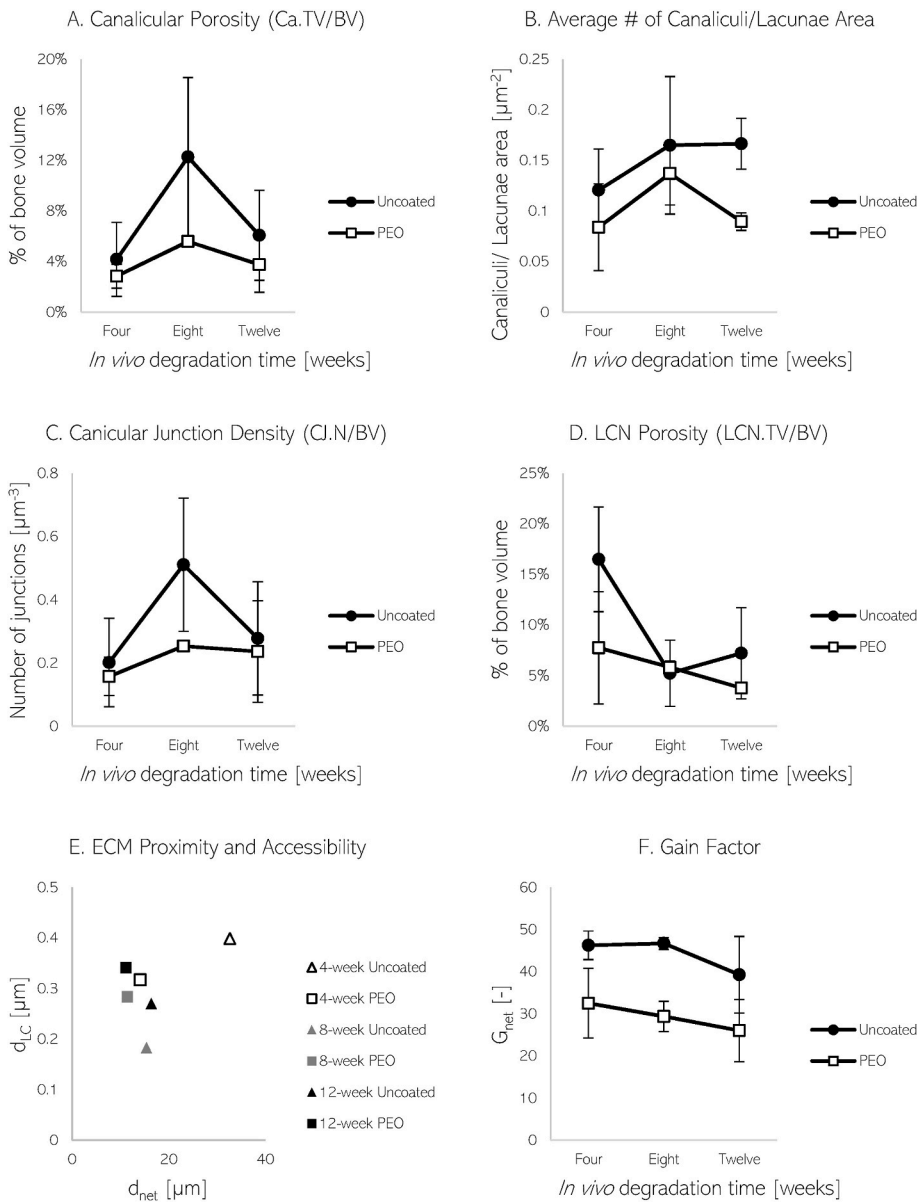 A. Canalicular Porosity (Ca.TV/BV)
% of bone volume
20%
16%
12%
8%
4%
0%
Four Eight Twelve
In vivo degradation time [weeks]
Uncoated
PEO
B. Average # of Canaliculi/Lacunae Area
Canaliculi/ Lacunae area [µm⁻²]
0.25
0.2
0.15
0.1
0.05
0
Four Eight Twelve
In vivo degradation time [weeks]
Uncoated
PEO
C. Canicular Junction Density (CJ.N/BV)
Number of junctions [µm⁻³]
0.8
0.6
0.4
0.2
0
Four Eight Twelve
In vivo degradation time [weeks]
Uncoated
PEO
D. LCN Porosity (LCN.TV/BV)
% of bone volume
25%
20%
15%
10%
5%
0%
Four Eight Twelve
In vivo degradation time [weeks]
Uncoated
PEO
E. ECM Proximity and Accessibility
d_LC [µm]
0.5
0.4
0.3
0.2
0.1
0
0 20 40
d_net [µm]
4-week Uncoated
4-week PEO
8-week Uncoated
8-week PEO
12-week Uncoated
12-week PEO
F. Gain Factor
G_net [-]
60
50
40
30
20
10
0
Four Eight Twelve
In vivo degradation time [weeks]
Uncoated
PEO